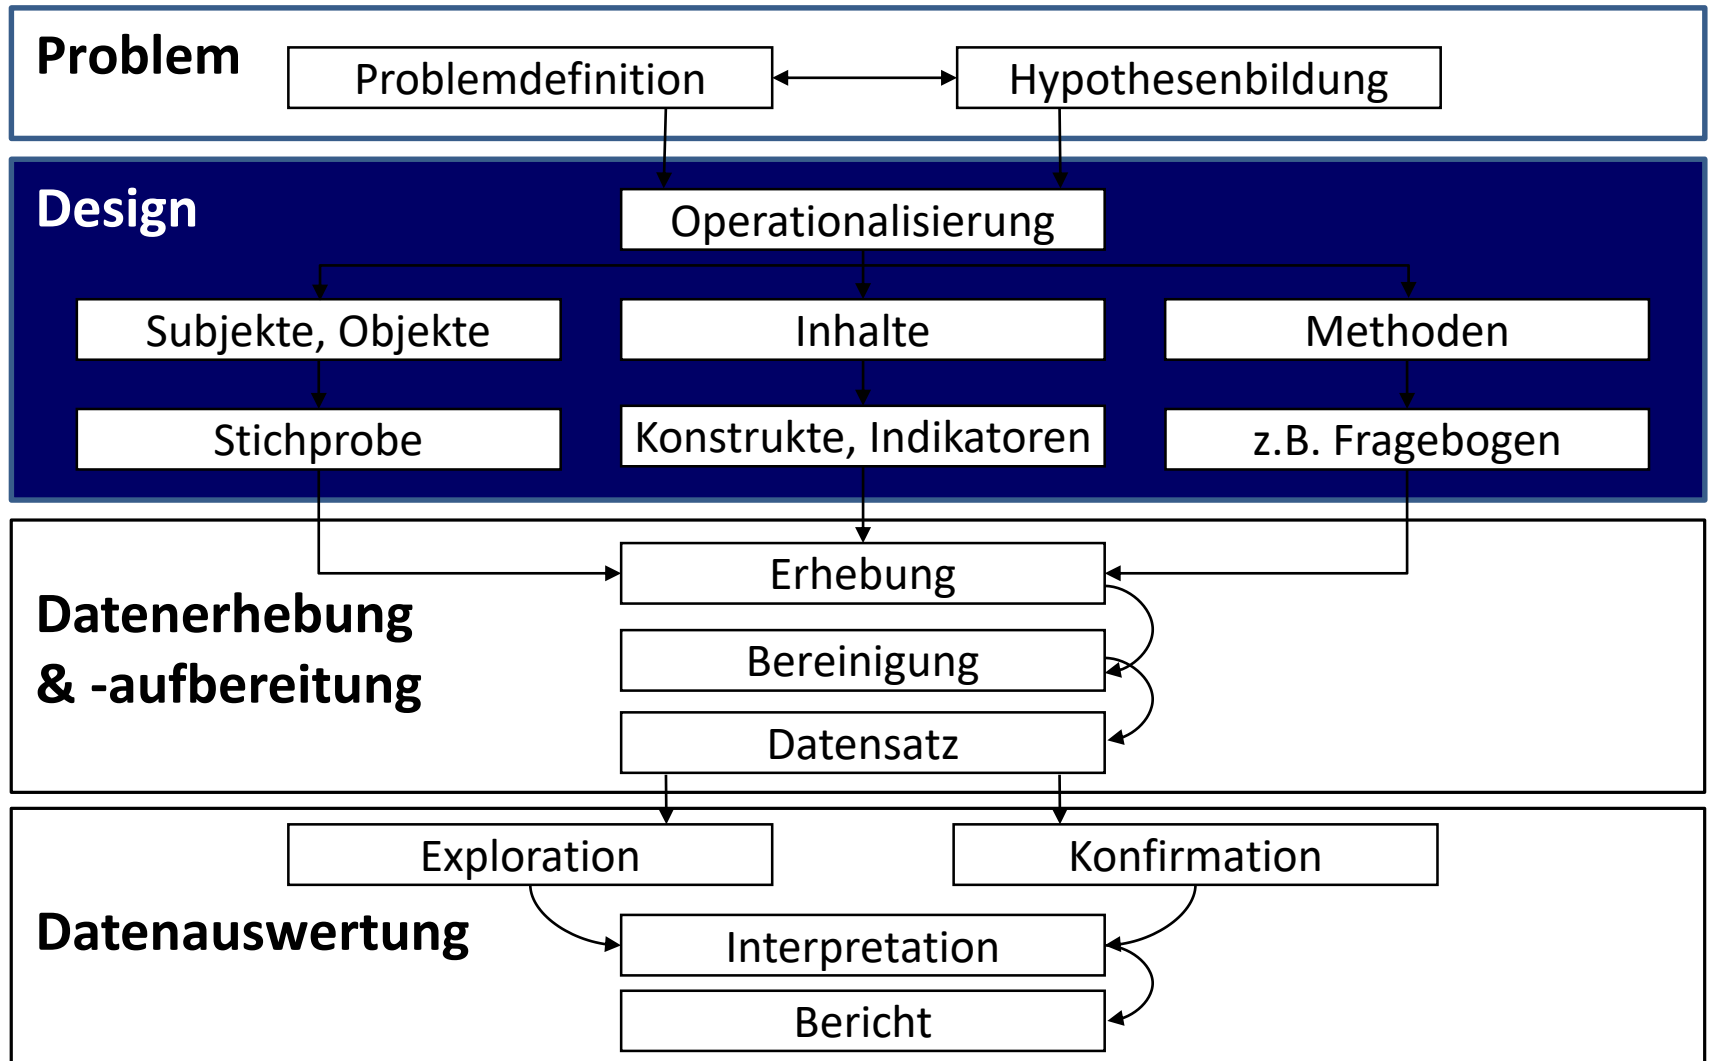 Problem
Problemdefinition
Hypothesenbildung
Design
Operationalisierung
Subjekte, Objekte
Inhalte
Methoden
Stichprobe
Konstrukte, Indikatoren
z.B. Fragebogen
Datenerhebung
& -aufbereitung
Erhebung
Bereinigung
Datensatz
Datenauswertung
Exploration
Konfirmation
Interpretation
Bericht